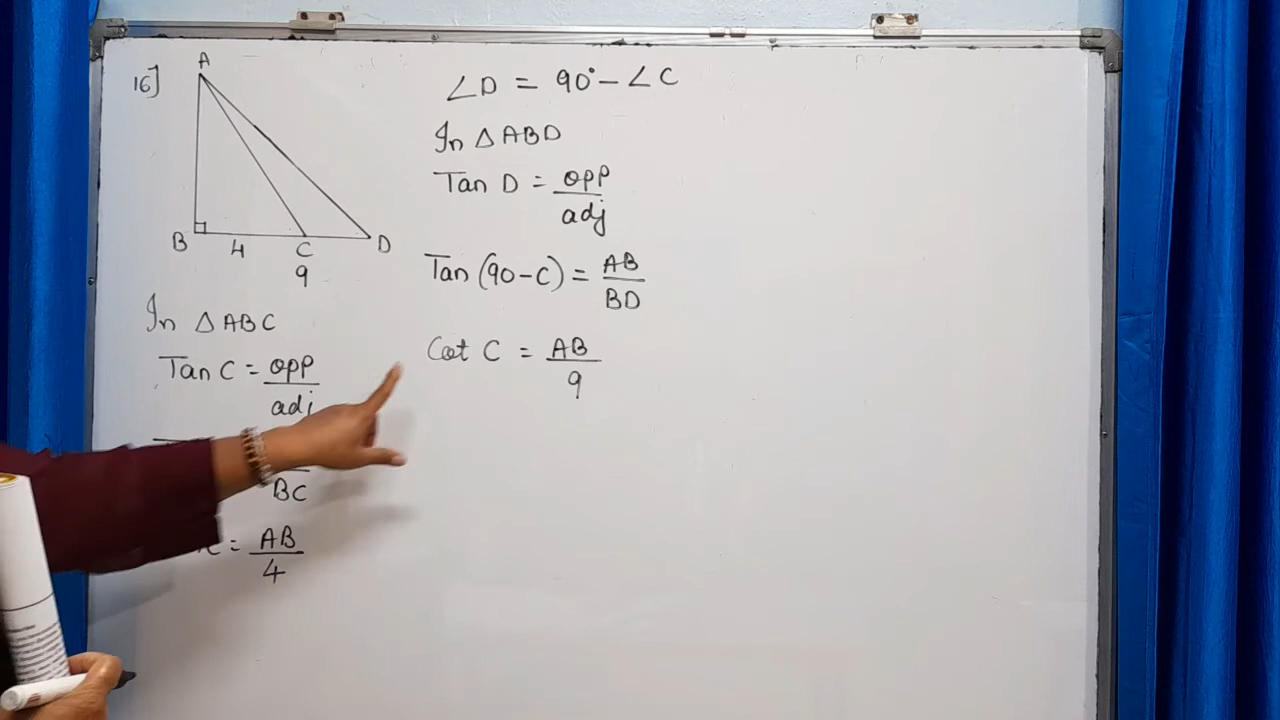 16]
A
B
4
C
D
9
In △ ABC
Tan C = opp
adj
BC
= AB
4
∠D = 90° – ∠C
In △ ABD
Tan D = opp
adj
Tan (90 – C) = AB
BD
Cot C = AB
9